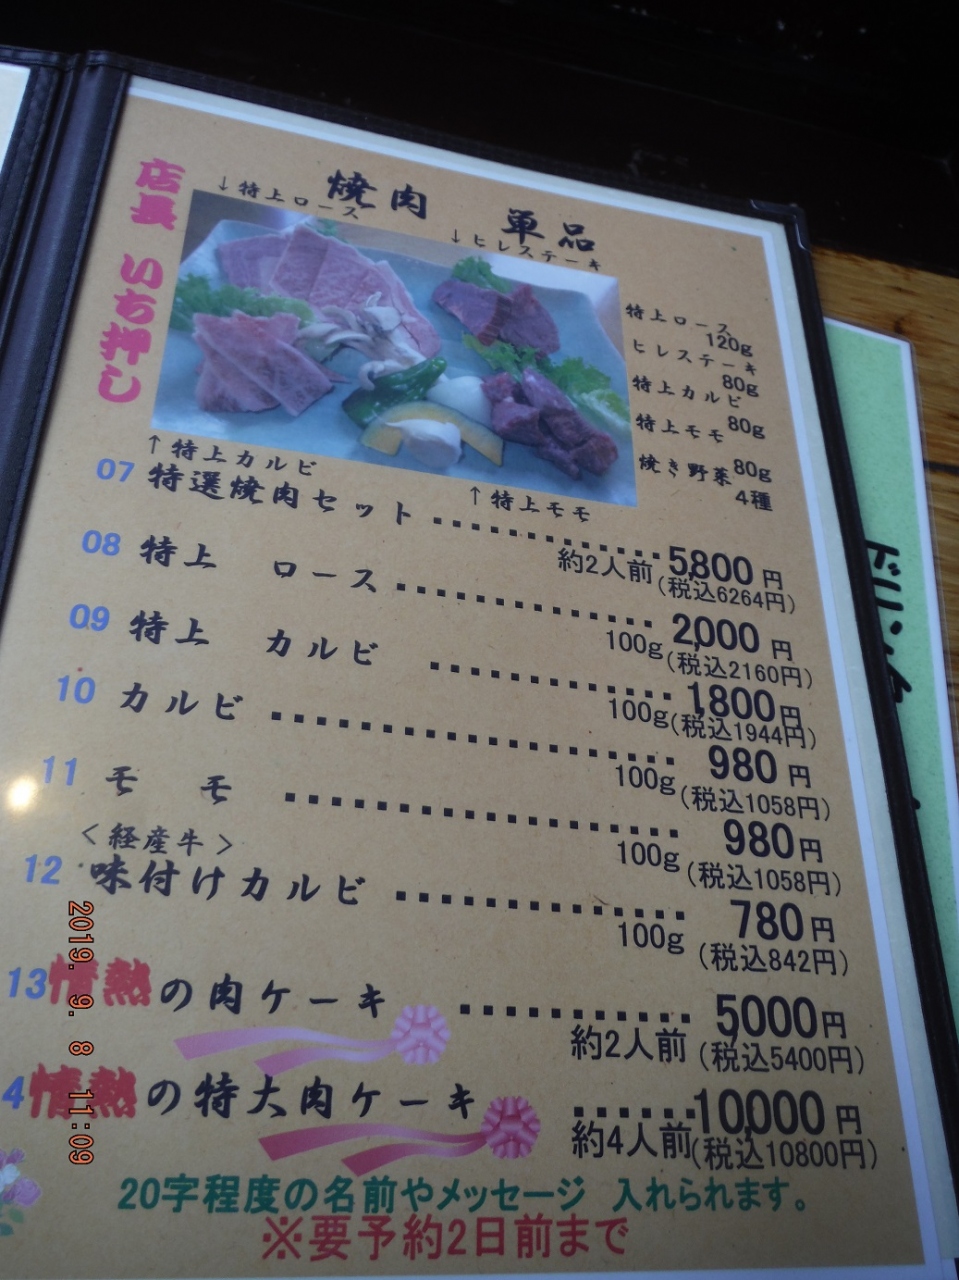 店長 いち押し
焼肉 単品
↓特上ロース
↓ヒレステーキ
特上ロース
120g
ヒレステーキ
80g
特上カルビ
80g
特上モモ
80g
焼き野菜
4種
↑特上カルビ
↑特上モモ
07 特選焼肉セット 5,800円
約2人前(税込6264円)
08 特上 ロース 2,000円
100g(税込2160円)
09 特上 カルビ 1,800円
100g(税込1944円)
10 カルビ 980円
100g(税込1058円)
11 モモ 980円
100g(税込1058円)
<経産牛>
12 味付けカルビ 780円
100g(税込842円)
13 情熱の肉ケーキ 5000円
約2人前(税込5400円)
4 情熱の特大肉ケーキ 10,000円
約4人前(税込10800円)
20字程度の名前やメッセージ 入れられます。
※要予約2日前まで
2019. 9. 8 11:09